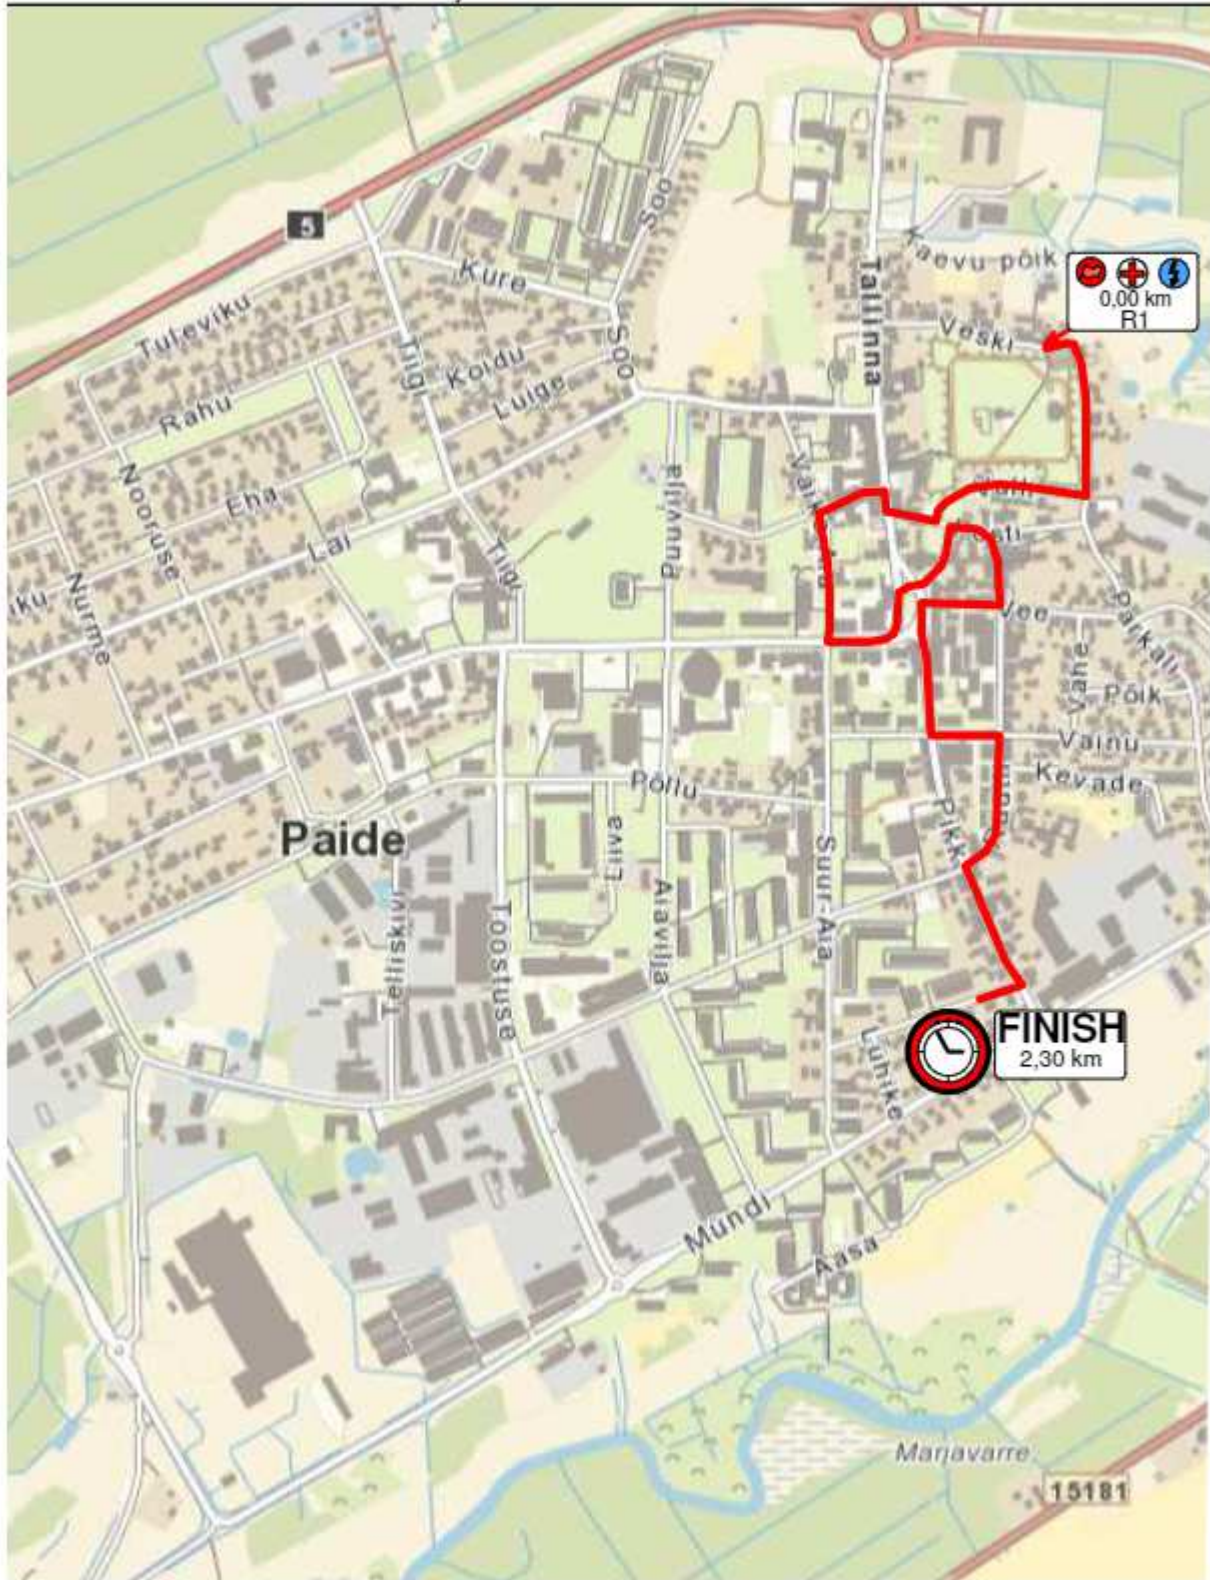 5
Soo
Kaevu põik
Kure
Tallinna
0,00 km
R1
Tuleviku
Veski
Tiigi
Koidu
Soo
Luige
Rahu
Nooruse
Eha
Lai
Tiigi
Nurme
Vee
Parkali
Vahe
Põik
Vainu
Kevade
Põllu
Pikk
Paide
Liiva
Suur-Aia
Aiavilja
Telliskivi
Tööstuse
FINISH
2,30 km
Lühike
Mündi
Aasa
Marjavarre
15181